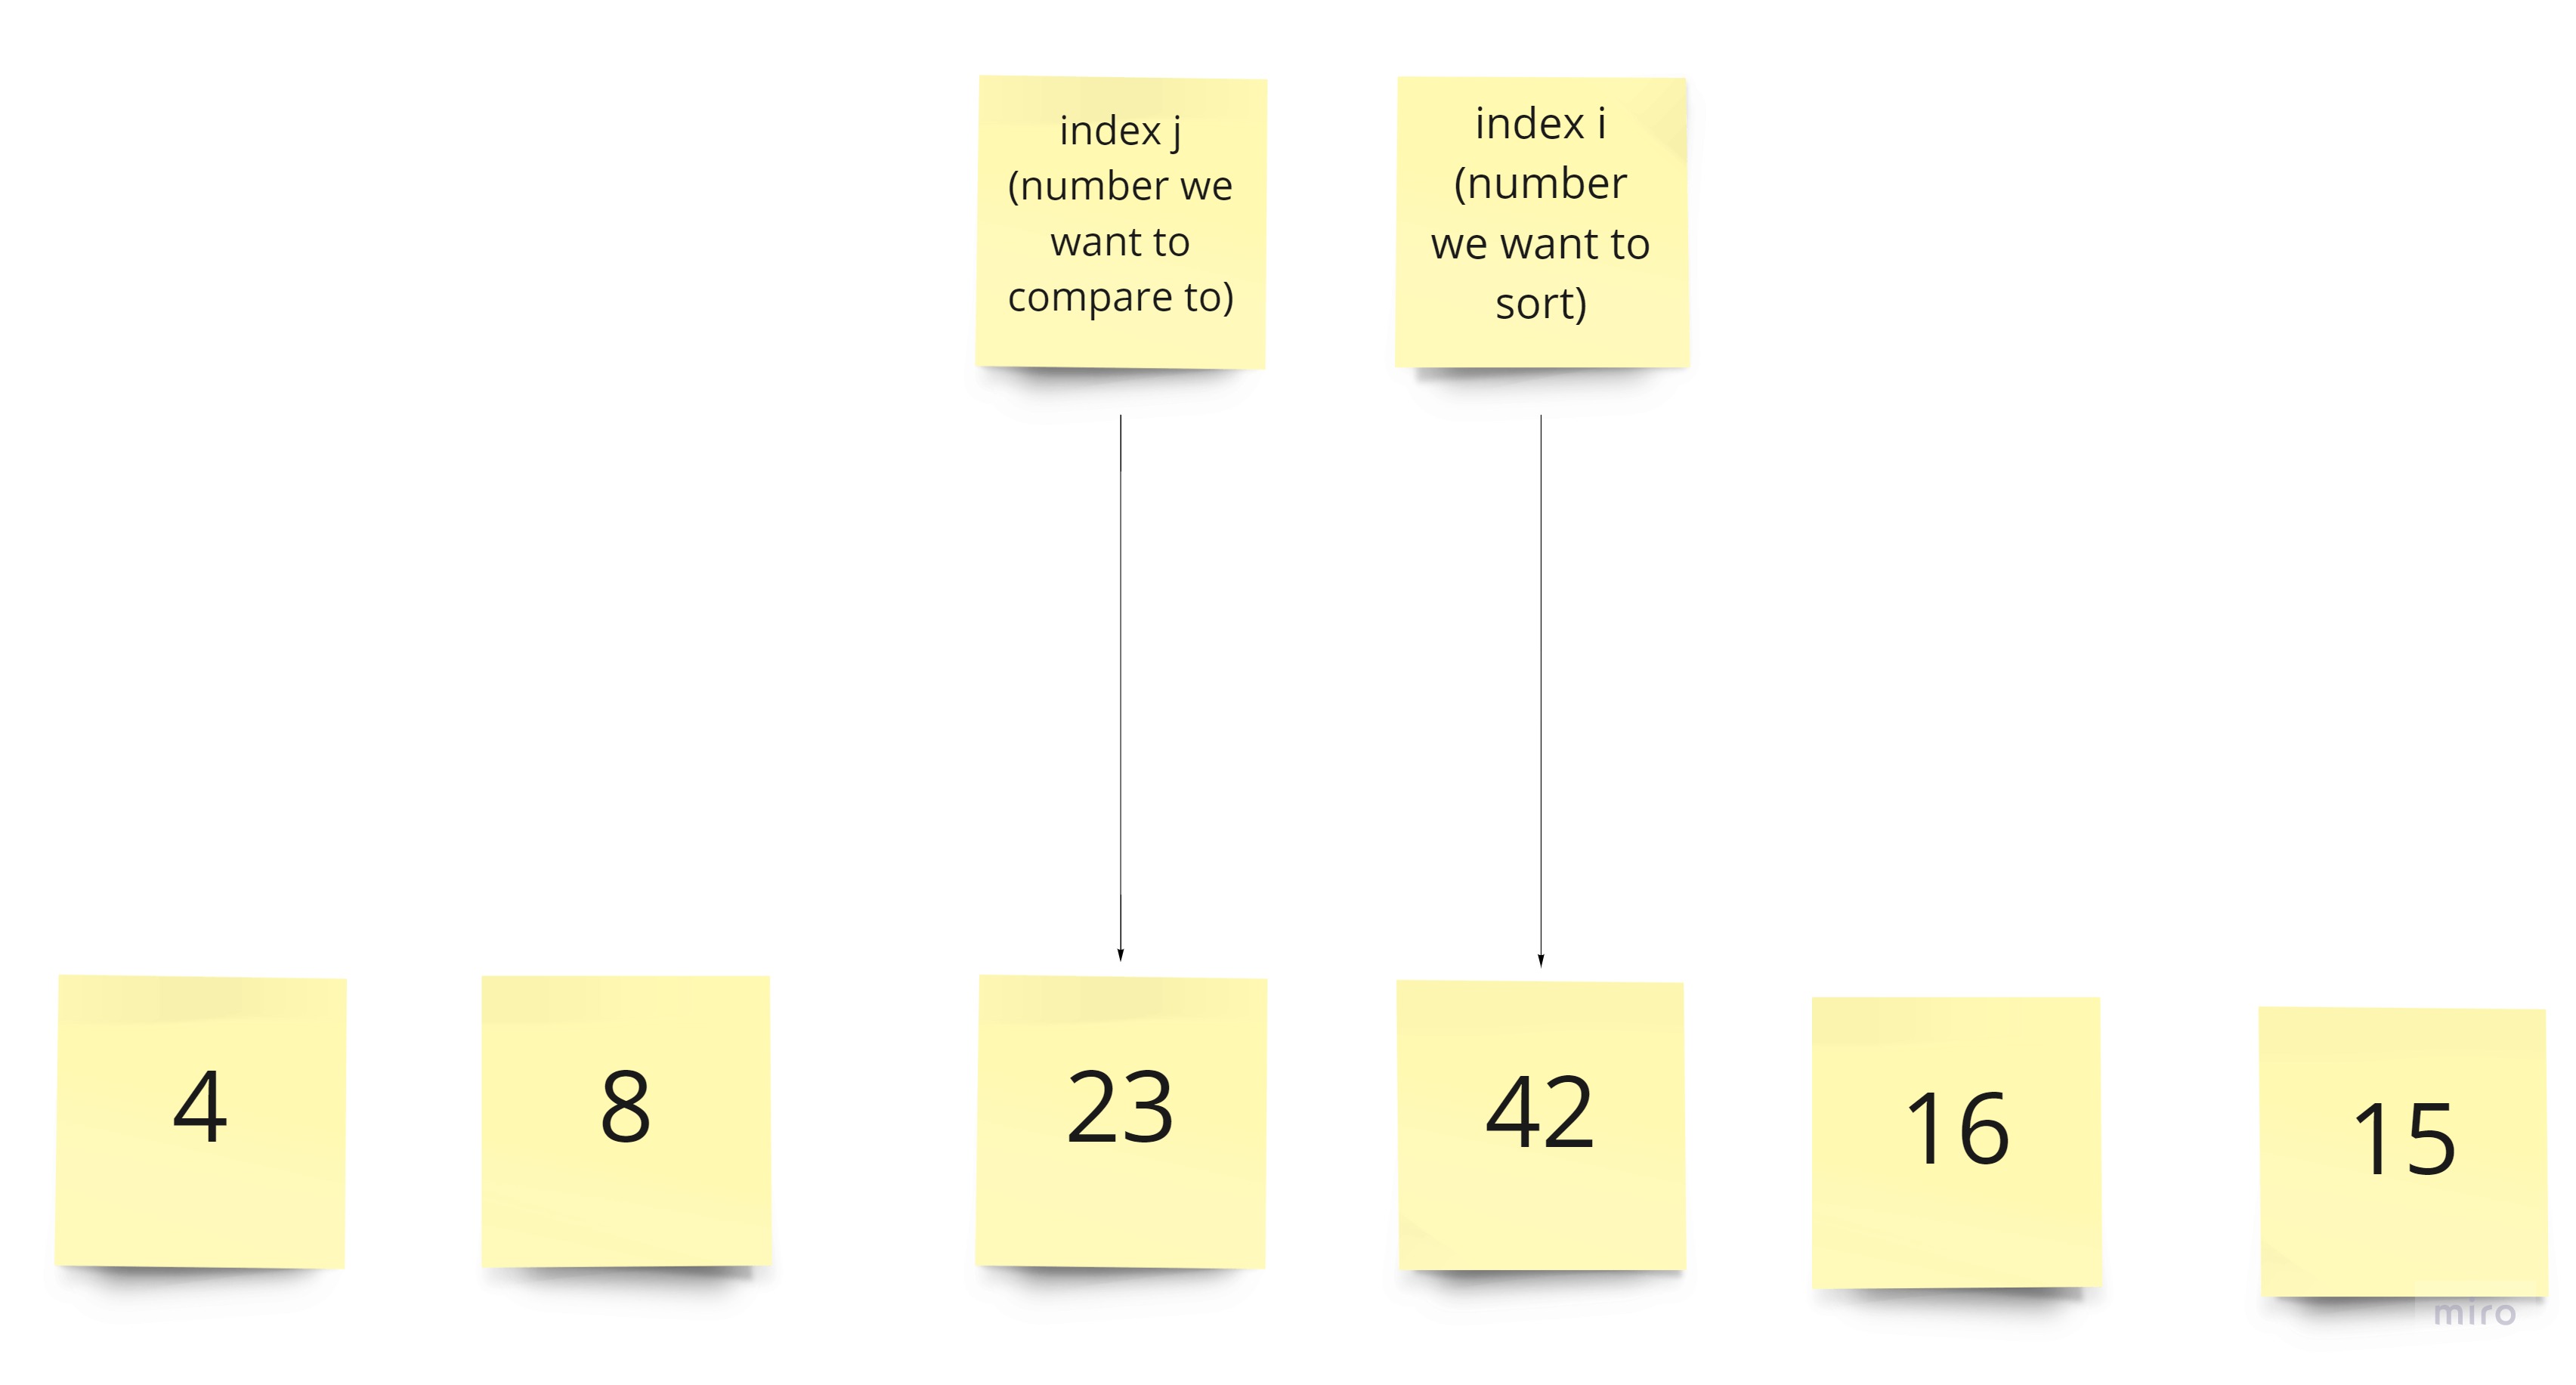 index j
(number we
want to
compare to)
index i
(number
we want to
sort)
4
8
23
42
16
15
miro